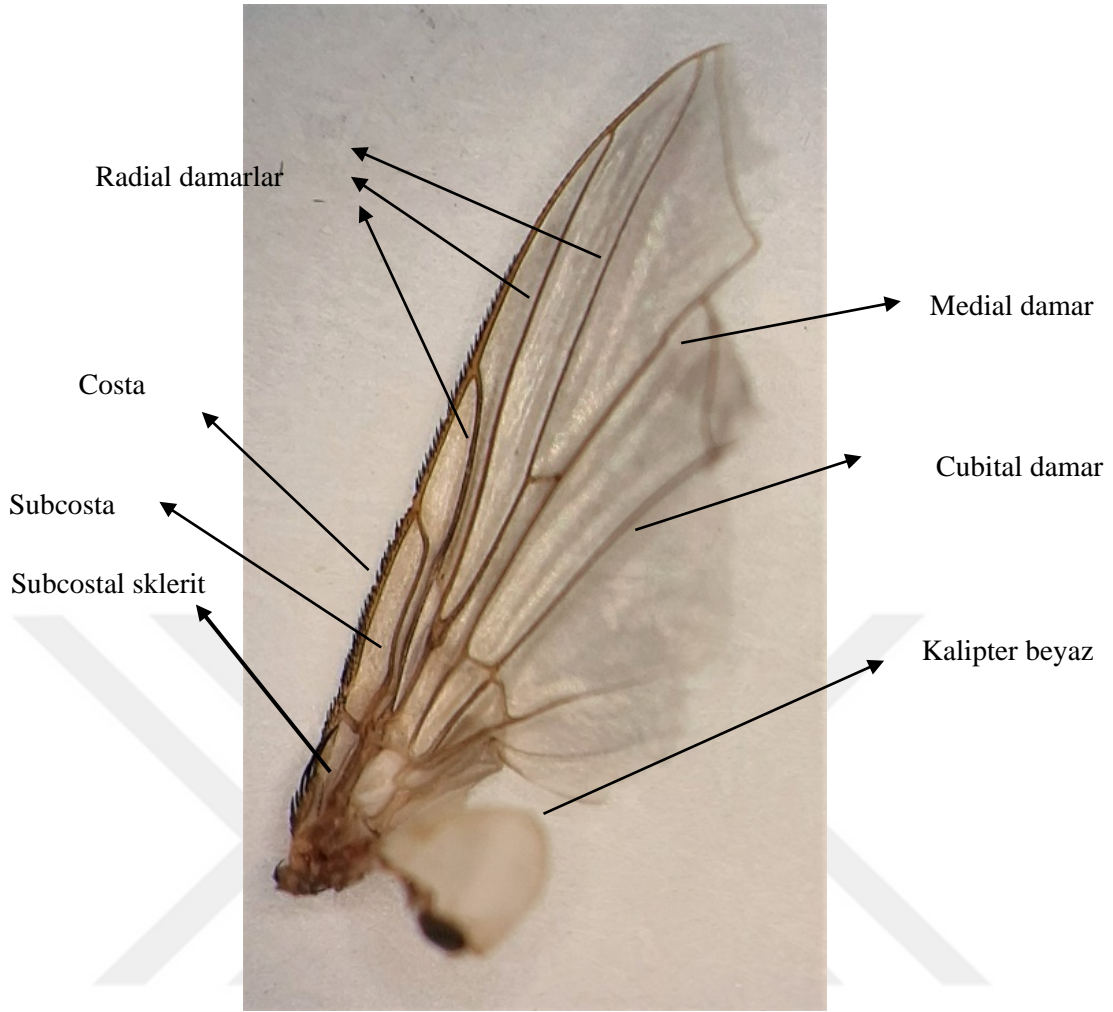 Radial damarlar
Medial damar
Costa
Cubital damar
Subcosta
Subcostal sklerit
Kalipter beyaz